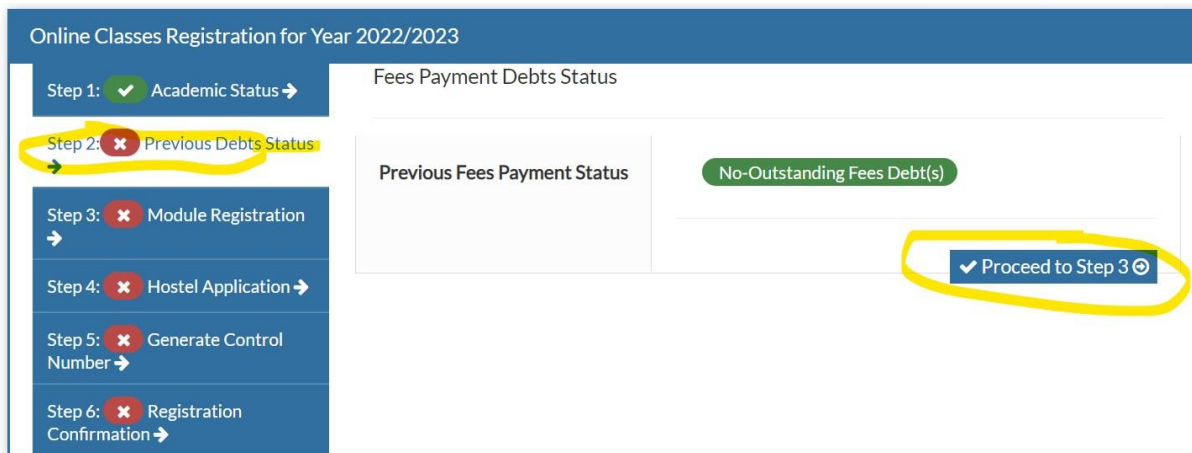 Online Classes Registration for Year 2022/2023
Step 1: Academic Status
Step 2: Previous Debts Status
Step 3: Module Registration
Step 4: Hostel Application
Step 5: Generate Control
Number
Step 6: Registration
Confirmation
Fees Payment Debts Status
Previous Fees Payment Status
No-Outstanding Fees Debt(s)
Proceed to Step 3